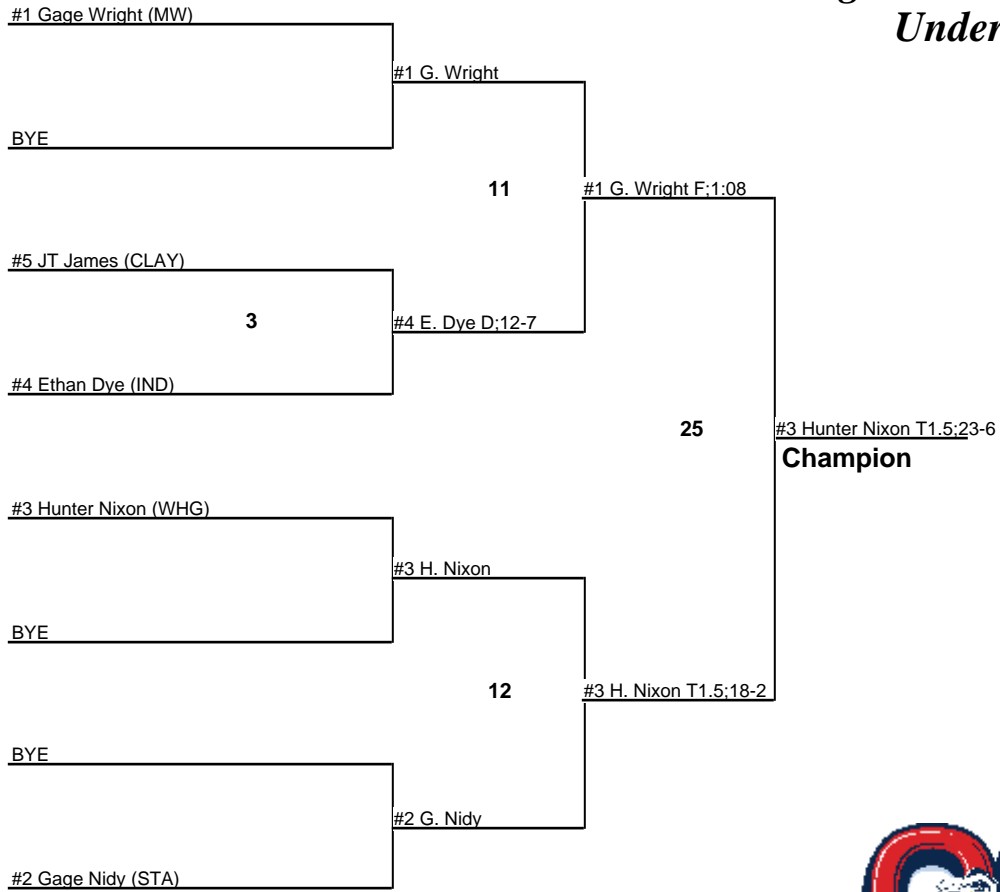 g
Under
#1 Gage Wright (MW)
#1 G. Wright
BYE
11
#1 G. Wright F;1:08
#5 JT James (CLAY)
3
#4 E. Dye D;12-7
#4 Ethan Dye (IND)
25
#3 Hunter Nixon T1.5;23-6
Champion
#3 Hunter Nixon (WHG)
#3 H. Nixon
BYE
12
#3 H. Nixon T1.5;18-2
BYE
#2 G. Nidy
#2 Gage Nidy (STA)